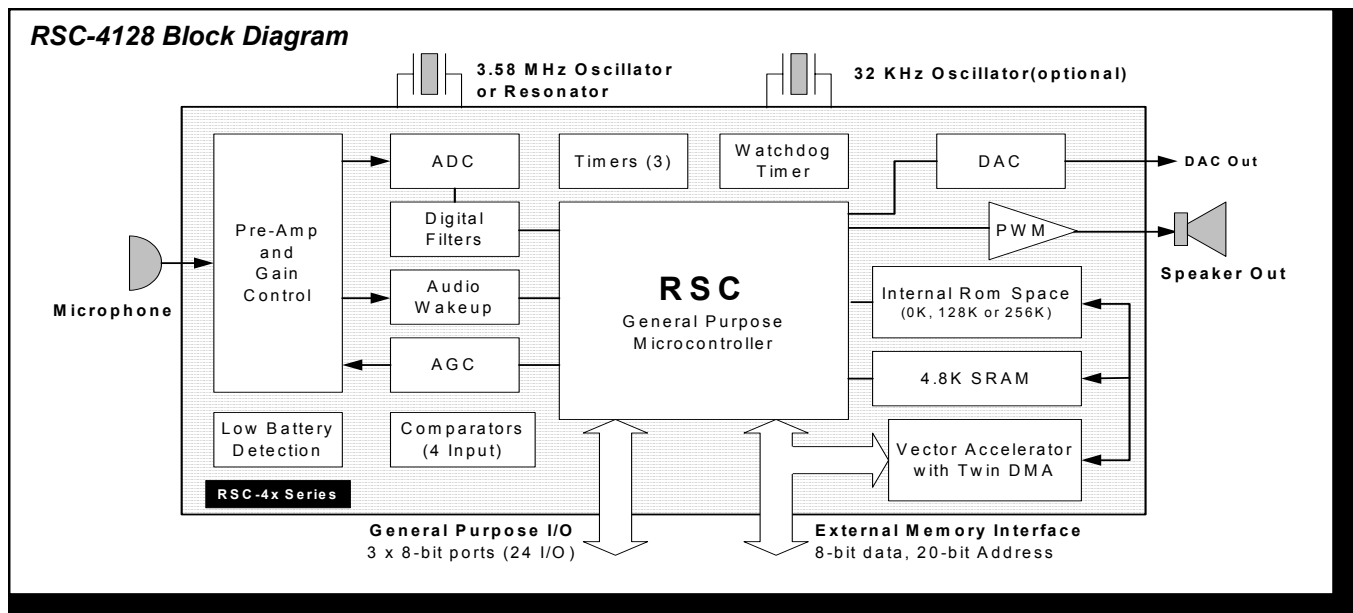 RSC-4128 Block Diagram
3.58 MHz Oscillator
or Resonator
32 KHz Oscillator(optional)
ADC
Timers (3)
Watchdog
Timer
DAC
DAC Out
Pre-Amp
and
Gain
Control
Digital
Filters
PWM
Speaker Out
Microphone
Audio
Wakeup
RSC
General Purpose
Microcontroller
Internal Rom Space
(0K, 128K or 256K)
AGC
4.8K SRAM
Low Battery
Detection
Comparators
(4 Input)
Vector Accelerator
with Twin DMA
RSC-4x Series
General Purpose I/O
3 x 8-bit ports (24 I/O)
External Memory Interface
8-bit data, 20-bit Address